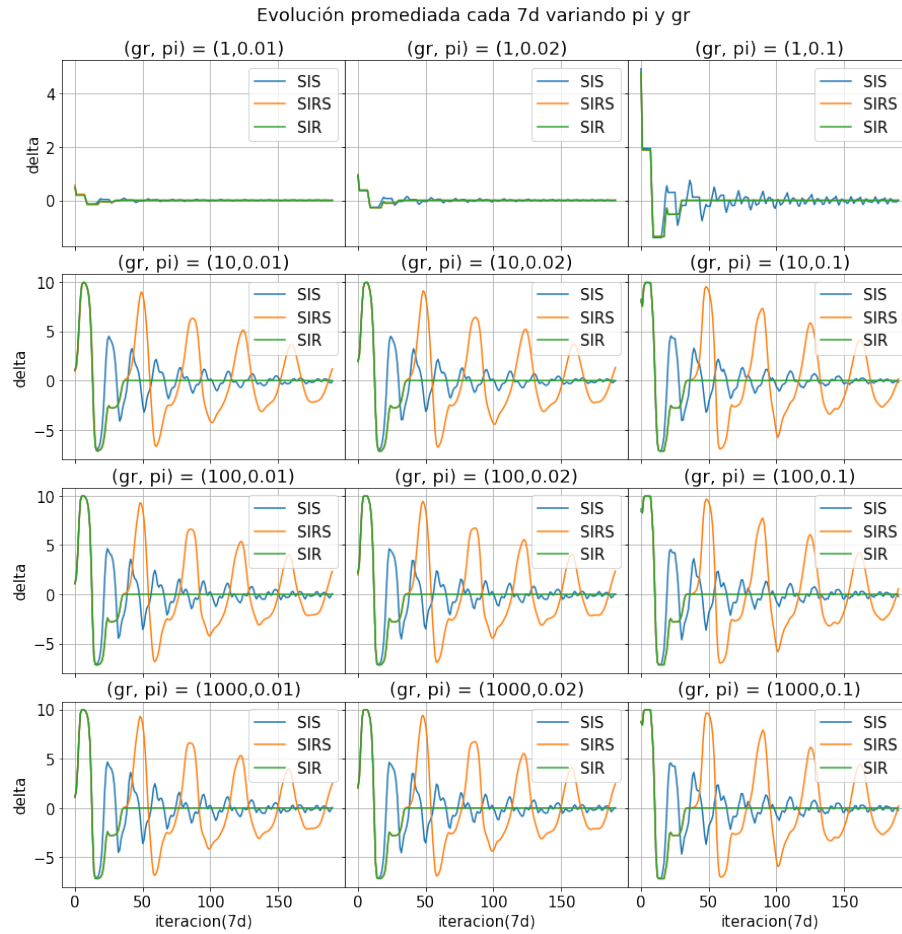 Evolución promediada cada 7d variando pi y gr
(gr, pi) = (1,0.01)
(gr, pi) = (1,0.02)
(gr, pi) = (1,0.1)
delta
4
2
0
SIS
SIRS
SIR
SIS
SIRS
SIR
SIS
SIRS
SIR
(gr, pi) = (10,0.01)
(gr, pi) = (10,0.02)
(gr, pi) = (10,0.1)
delta
10
5
0
−5
SIS
SIRS
SIR
SIS
SIRS
SIR
SIS
SIRS
SIR
(gr, pi) = (100,0.01)
(gr, pi) = (100,0.02)
(gr, pi) = (100,0.1)
delta
10
5
0
−5
SIS
SIRS
SIR
SIS
SIRS
SIR
SIS
SIRS
SIR
(gr, pi) = (1000,0.01)
(gr, pi) = (1000,0.02)
(gr, pi) = (1000,0.1)
delta
10
5
0
−5
SIS
SIRS
SIR
SIS
SIRS
SIR
SIS
SIRS
SIR
0 50 100 150
0 50 100 150
0 50 100 150
iteracion(7d)
iteracion(7d)
iteracion(7d)